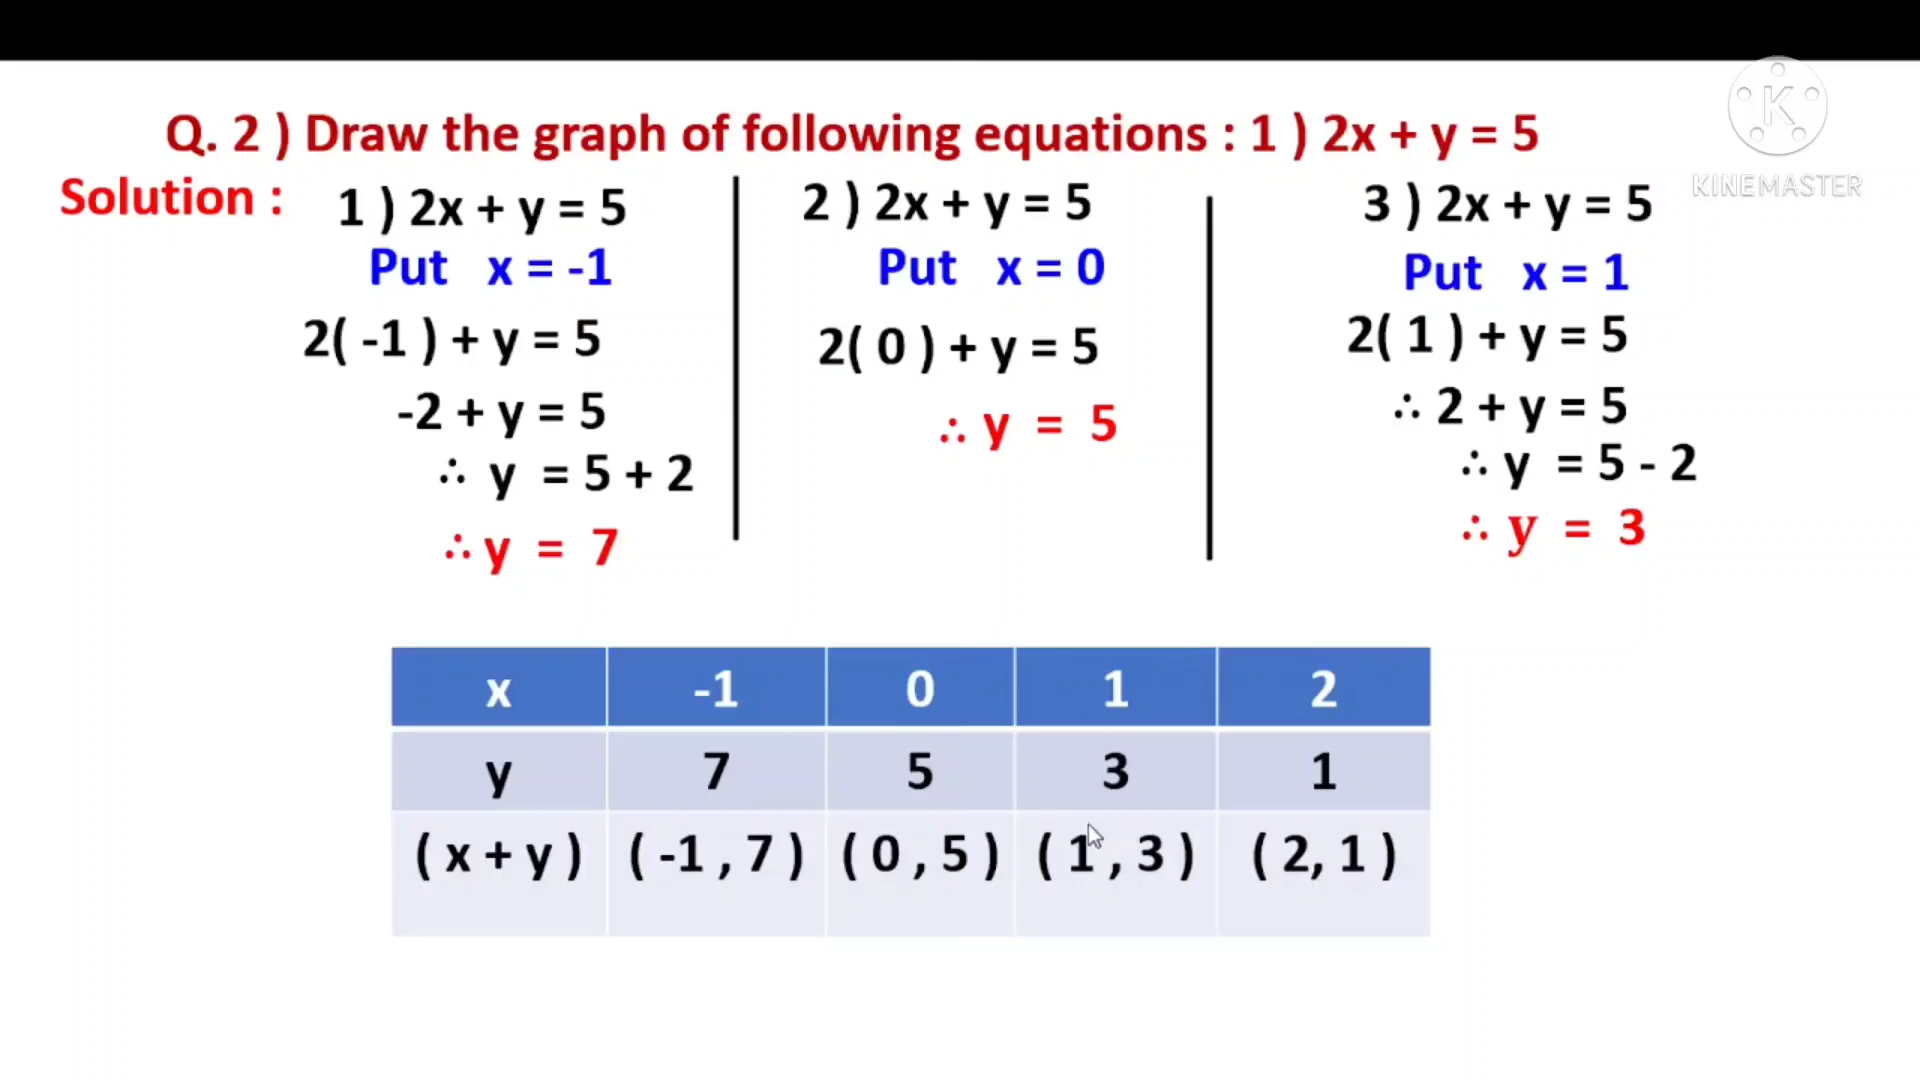 Q. 2 ) Draw the graph of following equations : 1 ) 2x + y = 5
KINEMASTER
Solution :
1 ) 2x + y = 5
Put x = -1
2( -1 ) + y = 5
-2 + y = 5
∴ y = 5 + 2
∴ y = 7
2 ) 2x + y = 5
Put x = 0
2( 0 ) + y = 5
∴ y = 5
3 ) 2x + y = 5
Put x = 1
2( 1 ) + y = 5
∴ 2 + y = 5
∴ y = 5 - 2
∴ y = 3
x -1 0 1 2
y 7 5 3 1
( x + y ) ( -1 , 7 ) ( 0 , 5 ) ( 1 , 3 ) ( 2, 1 )